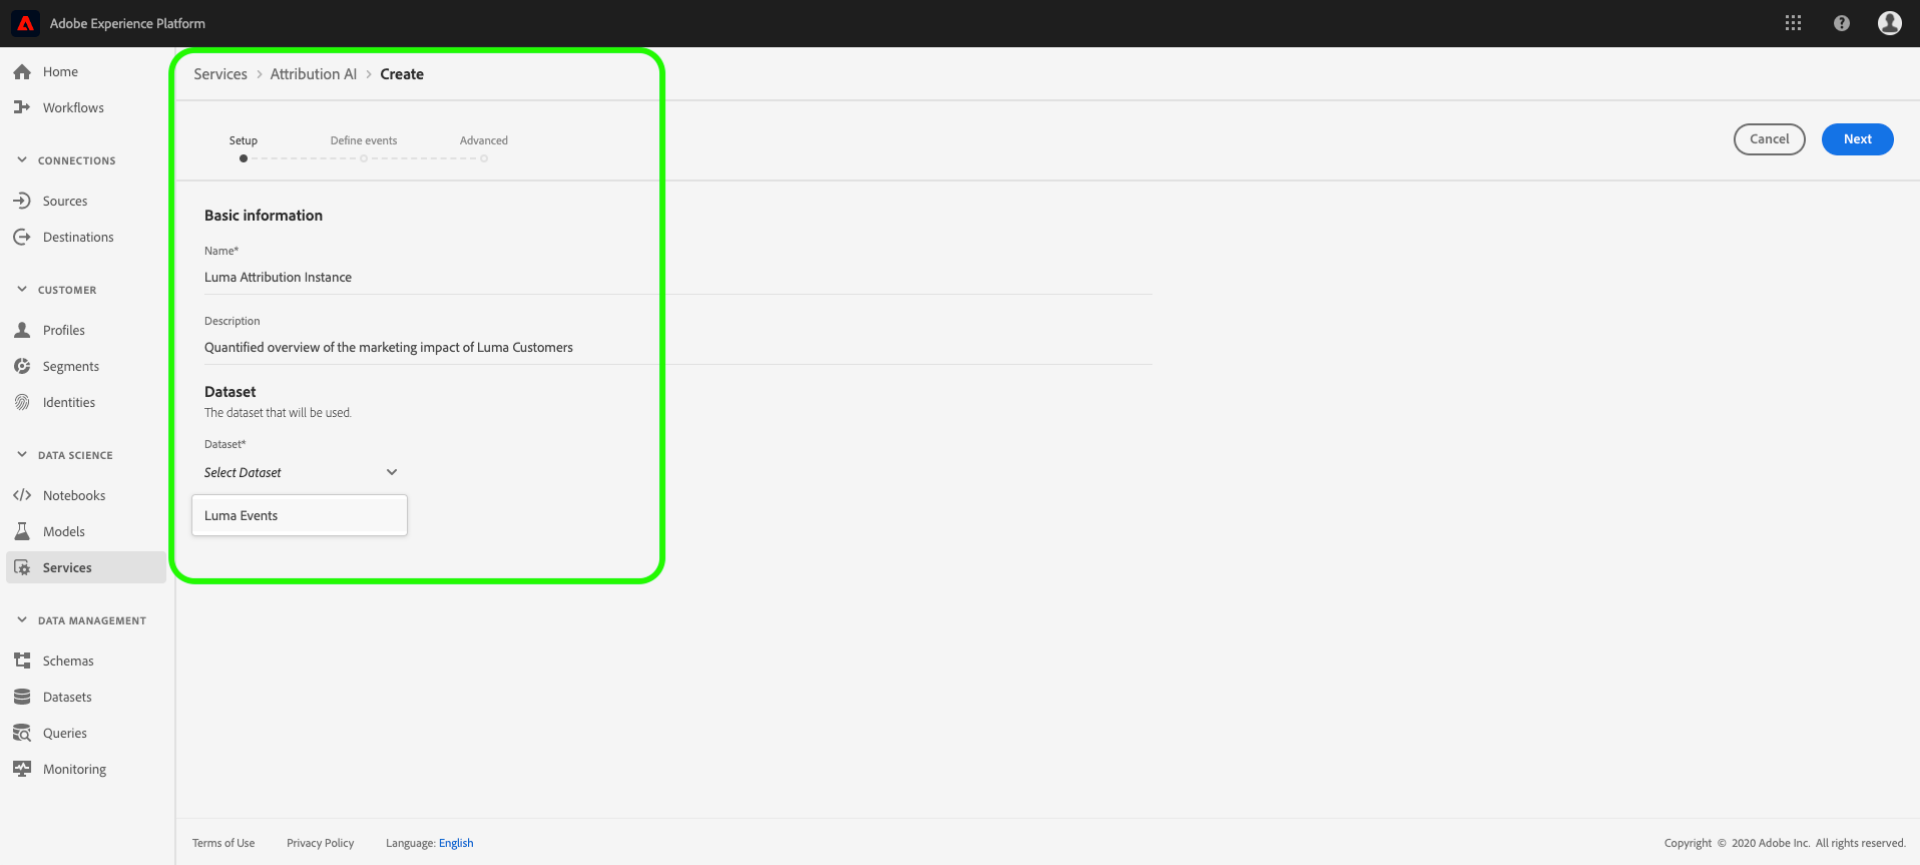 Adobe Experience Platform
Home
Workflows
CONNECTIONS
Sources
Destinations
CUSTOMER
Profiles
Segments
Identities
DATA SCIENCE
Notebooks
Models
Services
DATA MANAGEMENT
Schemas
Datasets
Queries
Monitoring
Services > Attribution AI > Create
Setup Define events Advanced
Cancel Next
Basic information
Name*
Luma Attribution Instance
Description
Quantified overview of the marketing impact of Luma Customers
Dataset
The dataset that will be used.
Dataset*
Select Dataset
Luma Events
Terms of Use Privacy Policy Language: English
Copyright © 2020 Adobe Inc. All rights reserved.